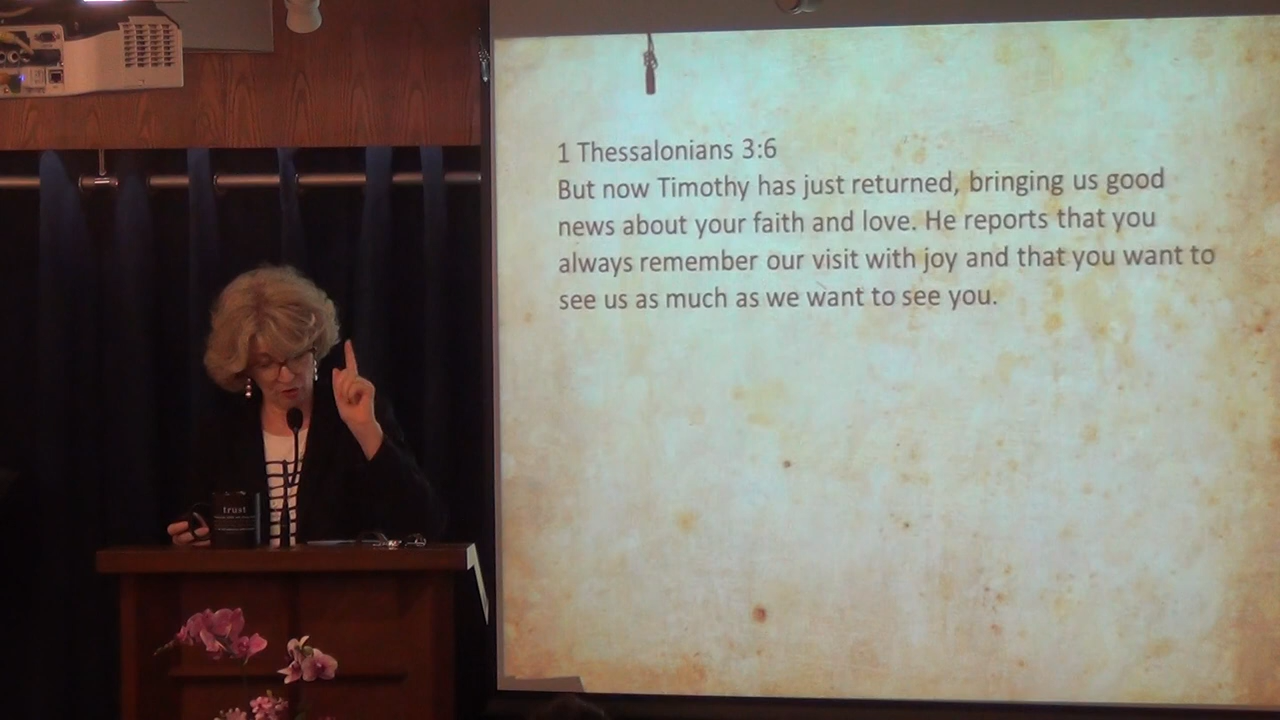 1 Thessalonians 3:6
But now Timothy has just returned, bringing us good
news about your faith and love. He reports that you
always remember our visit with joy and that you want to
see us as much as we want to see you.
trust